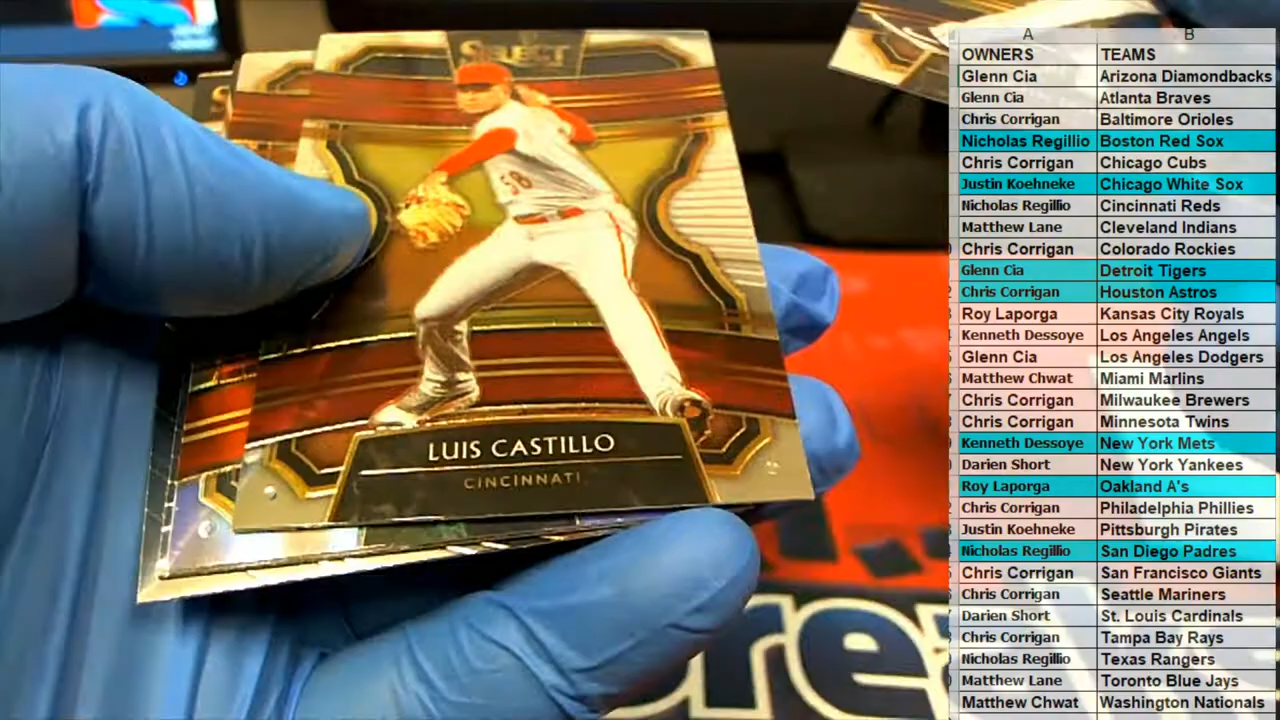 SELECT
58
LUIS CASTILLO
CINCINNATI
A B
OWNERS TEAMS
Glenn Cia Arizona Diamondbacks
Glenn Cia Atlanta Braves
Chris Corrigan Baltimore Orioles
Nicholas Regillio Boston Red Sox
Chris Corrigan Chicago Cubs
Justin Koehneke Chicago White Sox
Nicholas Regillio Cincinnati Reds
Matthew Lane Cleveland Indians
Chris Corrigan Colorado Rockies
Glenn Cia Detroit Tigers
Chris Corrigan Houston Astros
Roy Laporga Kansas City Royals
Kenneth Dessoye Los Angeles Angels
Glenn Cia Los Angeles Dodgers
Matthew Chwat Miami Marlins
Chris Corrigan Milwaukee Brewers
Chris Corrigan Minnesota Twins
Kenneth Dessoye New York Mets
Darien Short New York Yankees
Roy Laporga Oakland A's
Chris Corrigan Philadelphia Phillies
Justin Koehneke Pittsburgh Pirates
Nicholas Regillio San Diego Padres
Chris Corrigan San Francisco Giants
Chris Corrigan Seattle Mariners
Darien Short St. Louis Cardinals
Chris Corrigan Tampa Bay Rays
Nicholas Regillio Texas Rangers
Matthew Lane Toronto Blue Jays
Matthew Chwat Washington Nationals